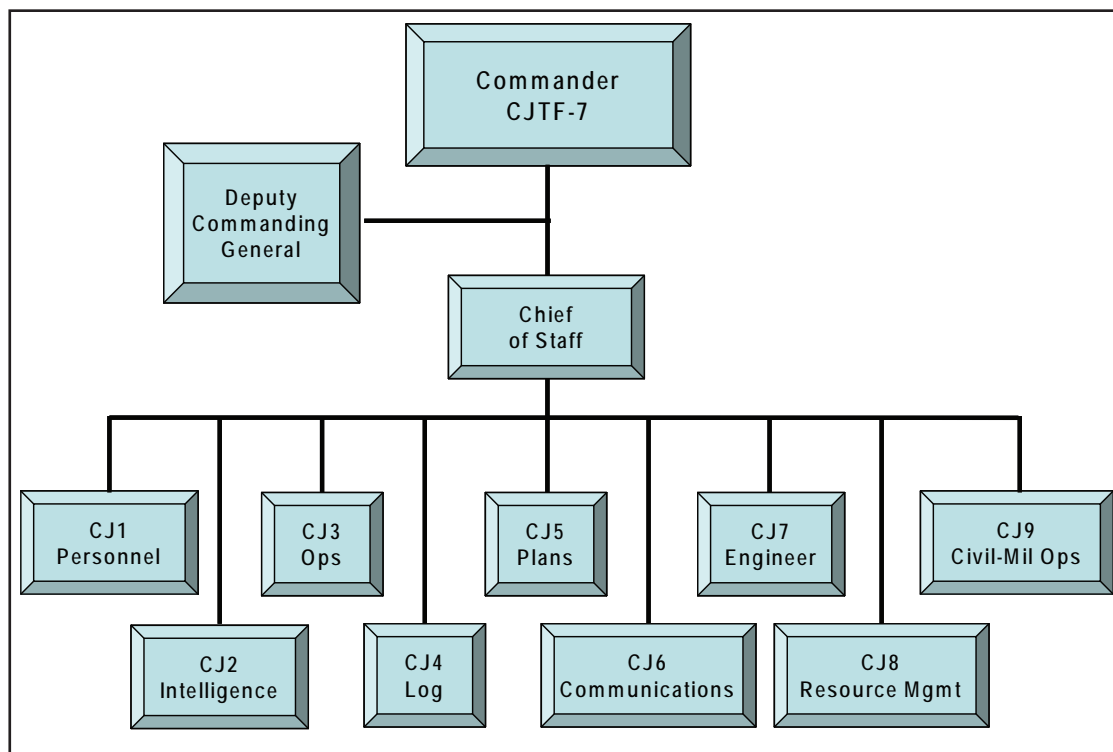 Commander
CJTF-7
Deputy
Commanding
General
Chief
of Staff
CJ1
Personnel
CJ3
Ops
CJ5
Plans
CJ7
Engineer
CJ9
Civil-Mil Ops
CJ2
Intelligence
CJ4
Log
CJ6
Communications
CJ8
Resource Mgmt